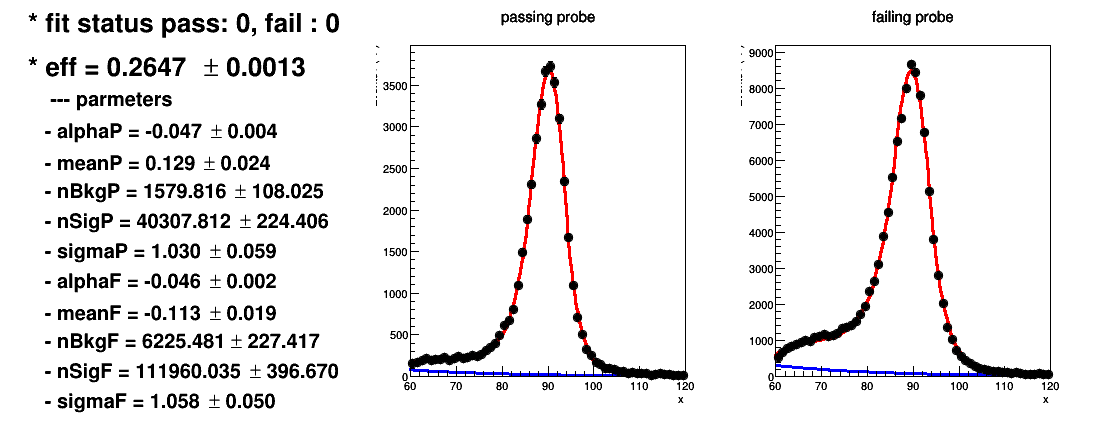 * fit status pass: 0, fail : 0
* eff = 0.2647 ± 0.0013
--- parmeters
- alphaP = -0.047 ± 0.004
- meanP = 0.129 ± 0.024
- nBkgP = 1579.816 ± 108.025
- nSigP = 40307.812 ± 224.406
- sigmaP = 1.030 ± 0.059
- alphaF = -0.046 ± 0.002
- meanF = -0.113 ± 0.019
- nBkgF = 6225.481 ± 227.417
- nSigF = 111960.035 ± 396.670
- sigmaF = 1.058 ± 0.050
passing probe
3500
3000
2500
2000
1500
1000
500
0
60 70 80 90 100 110 120
x
failing probe
9000
8000
7000
6000
5000
4000
3000
2000
1000
0
60 70 80 90 100 110 120
x